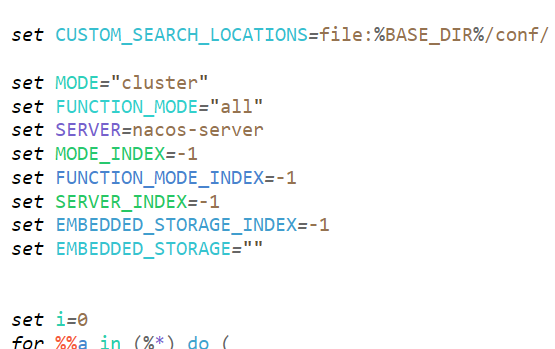 set CUSTOM_SEARCH_LOCATIONS=file:%BASE_DIR%/conf/
set MODE="cluster"
set FUNCTION_MODE="all"
set SERVER=nacos-server
set MODE_INDEX=-1
set FUNCTION_MODE_INDEX=-1
set SERVER_INDEX=-1
set EMBEDDED_STORAGE_INDEX=-1
set EMBEDDED_STORAGE=""
set i=0
for %%a in (%*) do (